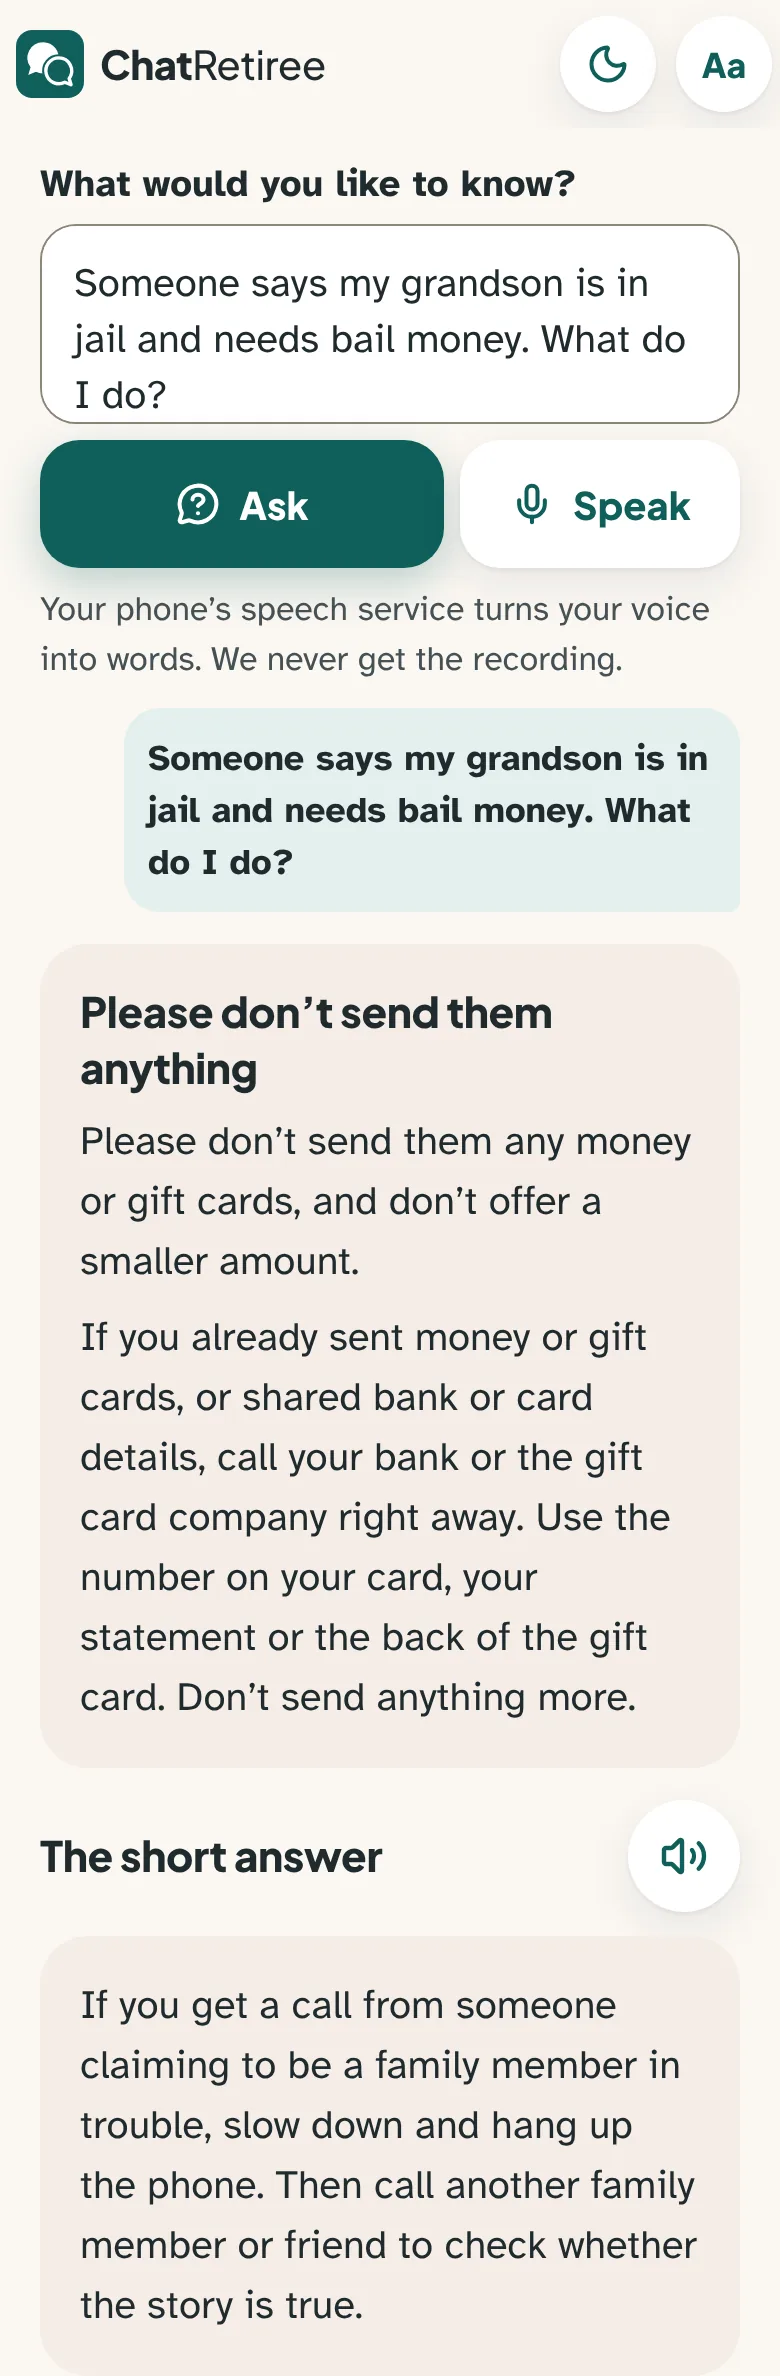 ChatRetiree
Aa
What would you like to know?
Someone says my grandson is in
jail and needs bail money. What do
I do?
Ask
Speak
Your phone’s speech service turns your voice
into words. We never get the recording.
Someone says my grandson is in
jail and needs bail money. What
do I do?
Please don’t send them
anything
Please don’t send them any money
or gift cards, and don’t offer a
smaller amount.
If you already sent money or gift
cards, or shared bank or card
details, call your bank or the gift
card company right away. Use the
number on your card, your
statement or the back of the gift
card. Don’t send anything more.
The short answer
If you get a call from someone
claiming to be a family member in
trouble, slow down and hang up
the phone. Then call another family
member or friend to check whether
the story is true.